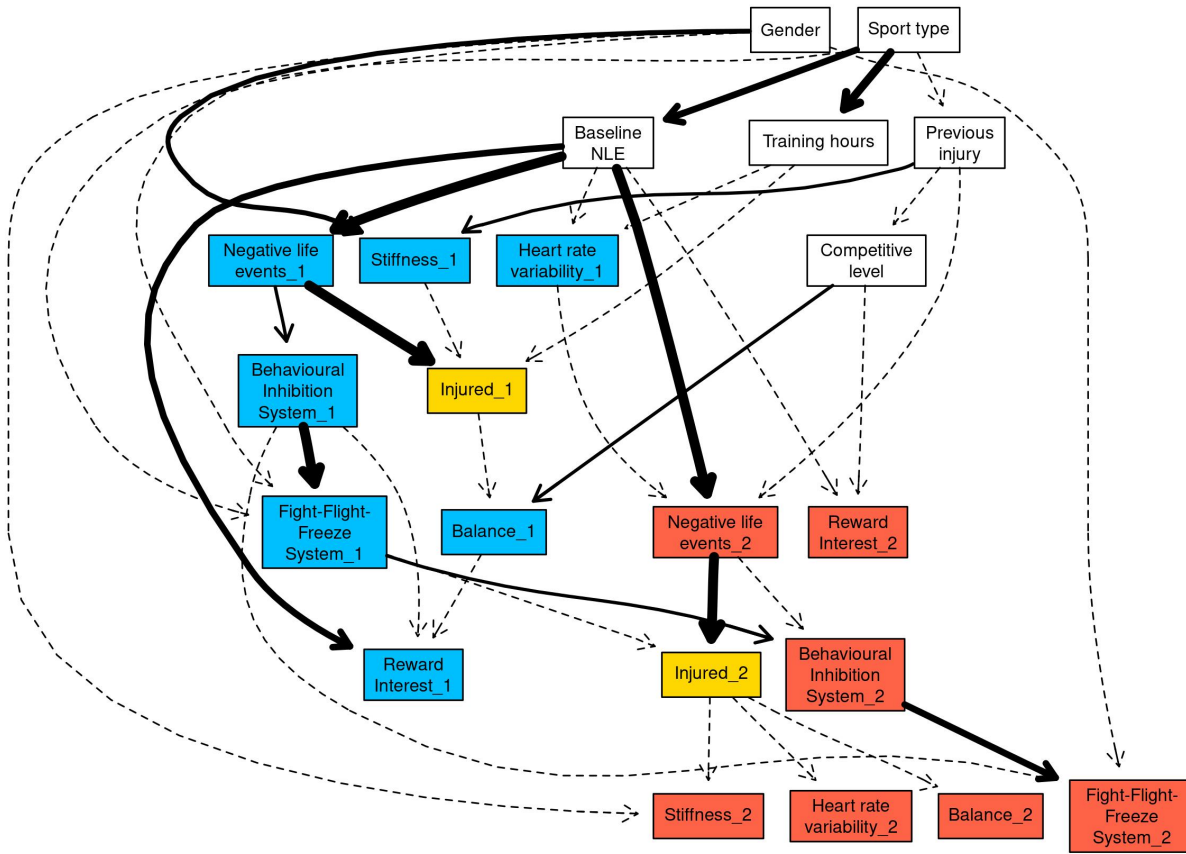 Gender
Sport type
Baseline
NLE
Training hours
Previous
injury
Negative life
events_1
Stiffness_1
Heart rate
variability_1
Competitive
level
Behavioural
Inhibition
System_1
Injured_1
Fight-Flight-
Freeze
System_1
Balance_1
Negative life
events_2
Reward
Interest_2
Reward
Interest_1
Injured_2
Behavioural
Inhibition
System_2
Stiffness_2
Heart rate
variability_2
Balance_2
Fight-Flight-
Freeze
System_2